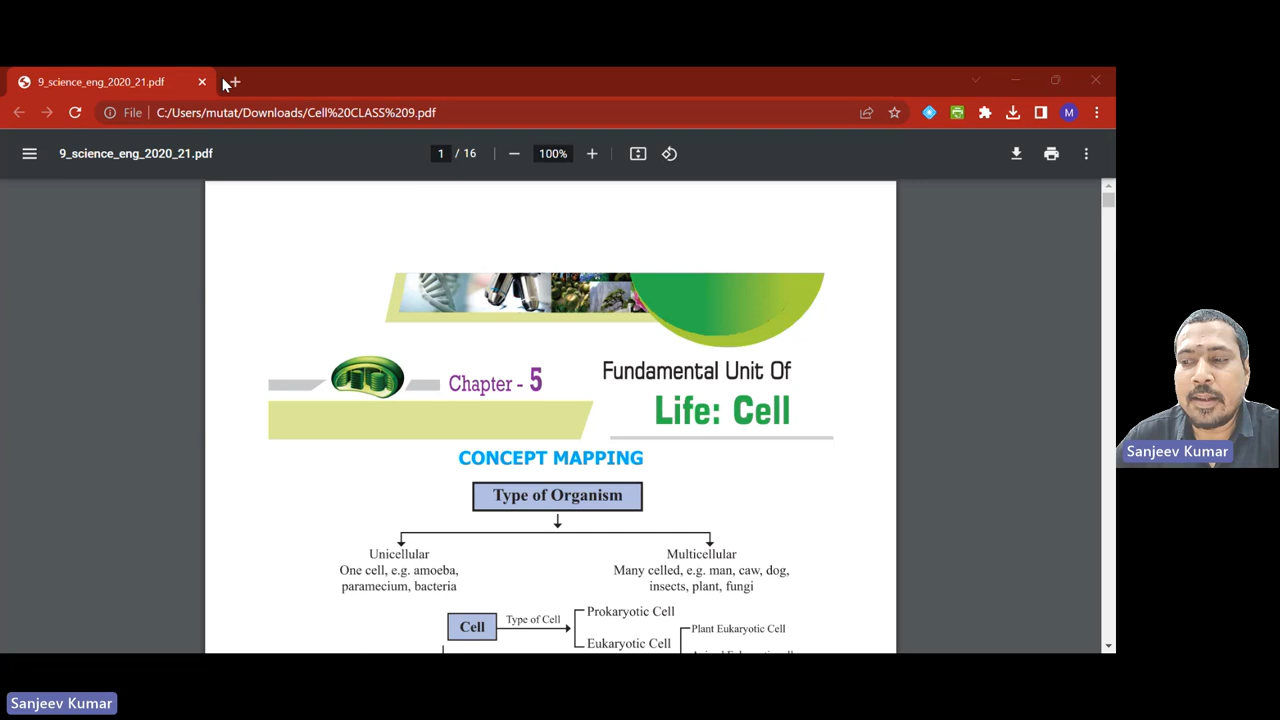 9_science_eng_2020_21.pdf
File C:/Users/mutat/Downloads/Cell%20CLASS%209.pdf
M
9_science_eng_2020_21.pdf
1 / 16
100%
Chapter - 5
Fundamental Unit Of
Life: Cell
CONCEPT MAPPING
Type of Organism
Unicellular
One cell, e.g. amoeba,
paramecium, bacteria
Multicellular
Many celled, e.g. man, caw, dog,
insects, plant, fungi
Cell
Type of Cell
Prokaryotic Cell
Eukaryotic Cell
Plant Eukaryotic Cell
Sanjeev Kumar
Sanjeev Kumar